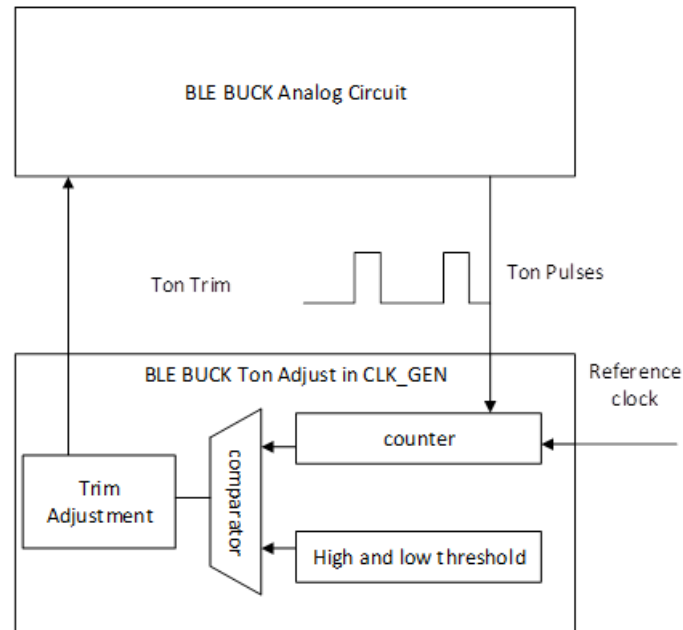 BLE BUCK Analog Circuit
Ton Trim
Ton Pulses
BLE BUCK Ton Adjust in CLK_GEN
Reference
clock
counter
comparator
Trim
Adjustment
High and low threshold